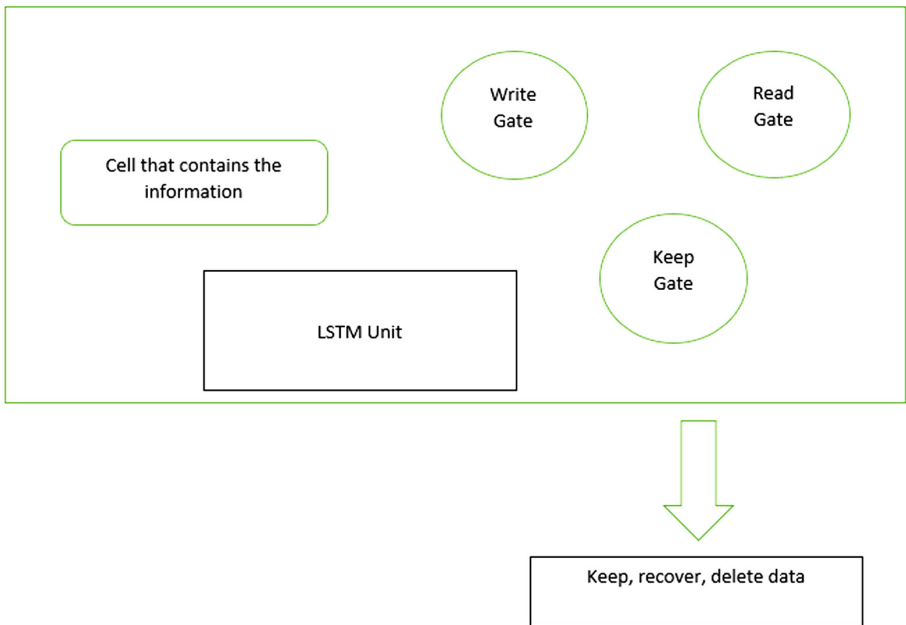 Write
Gate
Read
Gate
Cell that contains the
information
Keep
Gate
LSTM Unit
Keep, recover, delete data